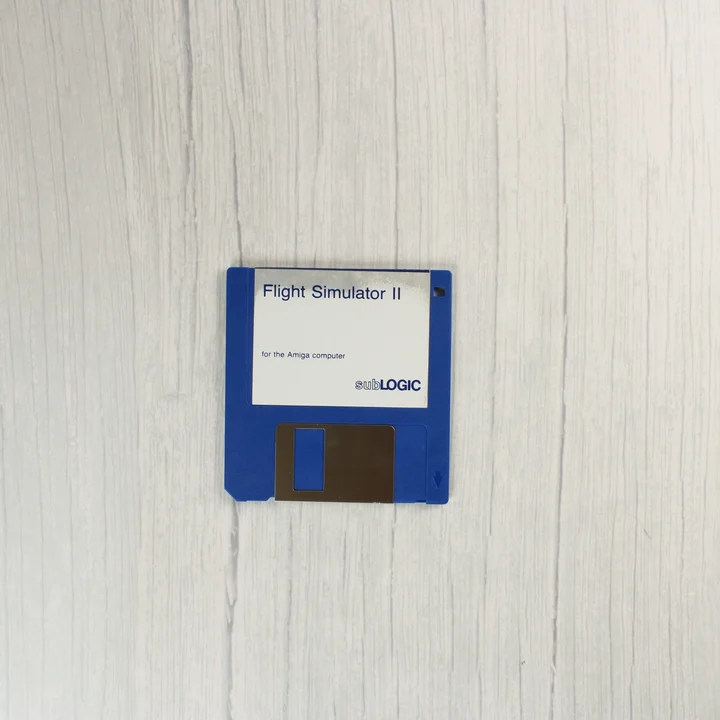 Flight Simulator II
for the Amiga computer
subLOGIC